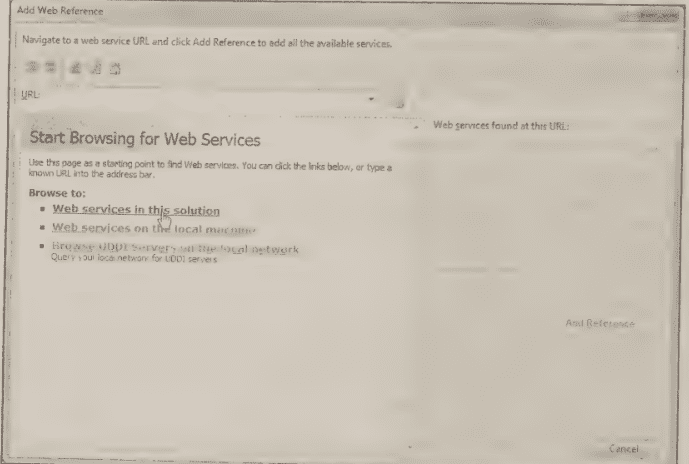 Add Web Reference
Navigate to a web service URL and click Add Reference to add all the available services.
URL:
Web services found at this URL:
Start Browsing for Web Services
Use this page as a starting point to find Web services. You can click the links below, or type a
known URL into the address bar.
Browse to:
Web services in this solution
Web services on the local machine
Browse UDDI Servers on the local network
Query your local network for UDDI servers
Add Reference
Cancel